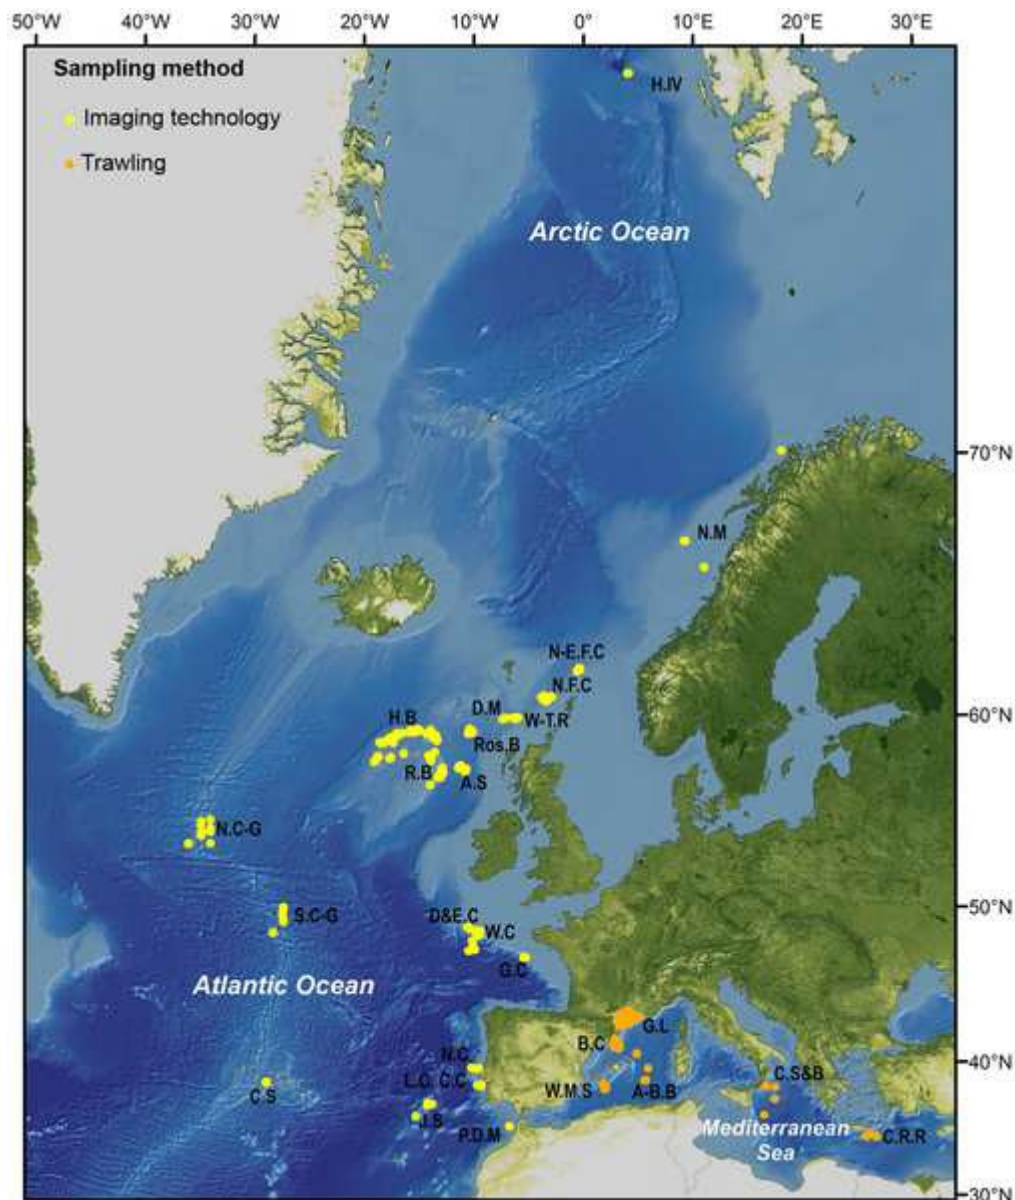 50°W 40°W 30°W 20°W 10°W 0° 10°E 20°E 30°E
Sampling method
Imaging technology
Trawling
H.IV
Arctic Ocean
70°N
N.M
N-E.F.C
N.F.C
D.M
W-T.R
60°N
H.B
Ros.B
R.B
A.S
N.C-G
50°N
D&E.C
S.C-G
W.C
G.C
Atlantic Ocean
G.L
B.C
N.C
40°N
C.S&B
L.C. C.C
W.M.S
A-B.B
C.S
J.S
P.D.M
Mediterranean
Sea
C.R.R
30°N